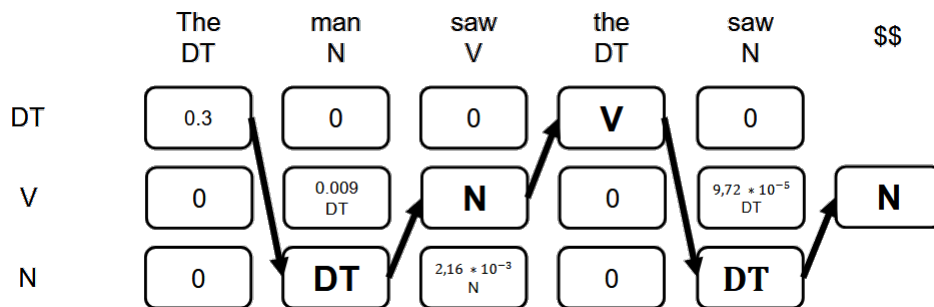 The man saw the saw $$
DT N V DT N
DT 0.3 0 0 V 0
V 0 0.009 N 0 9,72 * 10⁻⁵ N
DT DT
N 0 DT 2,16 * 10⁻³ 0 DT
N